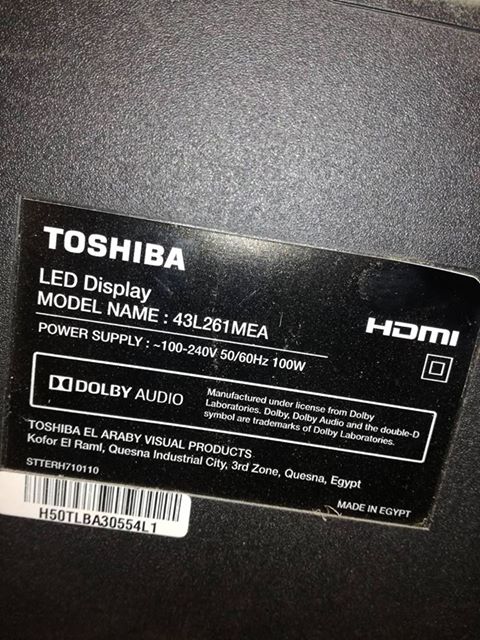 TOSHIBA
LED Display
MODEL NAME : 43L261MEA
HDMI
POWER SUPPLY : ~100-240V 50/60Hz 100W
DOLBY AUDIO
Manufactured under license from Dolby
Laboratories. Dolby, Dolby Audio and the double-D
symbol are trademarks of Dolby Laboratories.
TOSHIBA EL ARABY VISUAL PRODUCTS
Kofor El Raml, Quesna Industrial City, 3rd Zone, Quesna, Egypt
STTERH710110
MADE IN EGYPT
H50TLBA30554L1